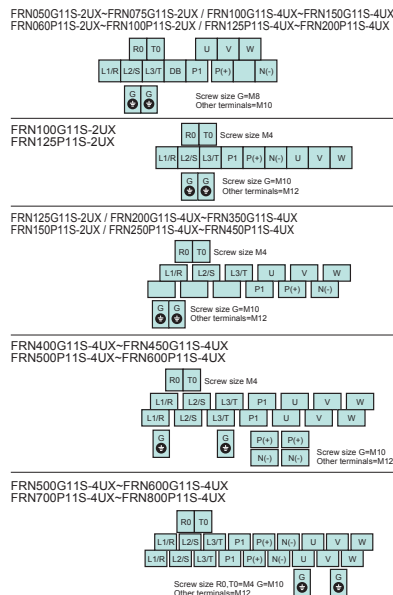 FRN050G11S-2UX~FRN075G11S-2UX / FRN100G11S-4UX~FRN150G11S-4UX
FRN060P11S-2UX~FRN100P11S-2UX / FRN125P11S-4UX~FRN200P11S-4UX
R0 T0 U V W
L1/R L2/S L3/T DB P1 P(+) N(-)
G G
Screw size G=M8
Other terminals=M10
FRN100G11S-2UX
FRN125P11S-2UX
R0 T0 Screw size M4
L1/R L2/S L3/T P1 P(+) N(-) U V W
G G
Screw size G=M10
Other terminals=M12
FRN125G11S-2UX / FRN200G11S-4UX~FRN350G11S-4UX
FRN150P11S-2UX / FRN250P11S-4UX~FRN450P11S-4UX
R0 T0 Screw size M4
L1/R L2/S L3/T U V W
P1 P(+) N(-)
G G
Screw size G=M10
Other terminals=M12
FRN400G11S-4UX~FRN450G11S-4UX
FRN500P11S-4UX~FRN600P11S-4UX
R0 T0 Screw size M4
L1/R L2/S L3/T P1 U V W
L1/R L2/S L3/T P1 U V W
G G P(+) P(+)
N(-) N(-)
Screw size G=M10
Other terminals=M12
FRN500G11S-4UX~FRN600G11S-4UX
FRN700P11S-4UX~FRN800P11S-4UX
R0 T0
L1/R L2/S L3/T P1 P(+) N(-) U V W
L1/R L2/S L3/T P1 P(+) N(-) U V W
G G
Screw size R0,T0=M4 G=M10
Other terminals=M12